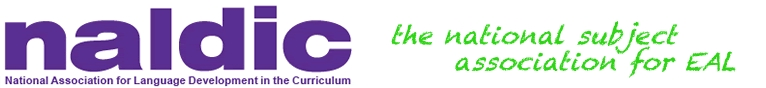 naldic
National Association for Language Development in the Curriculum
the national subject
association for EAL